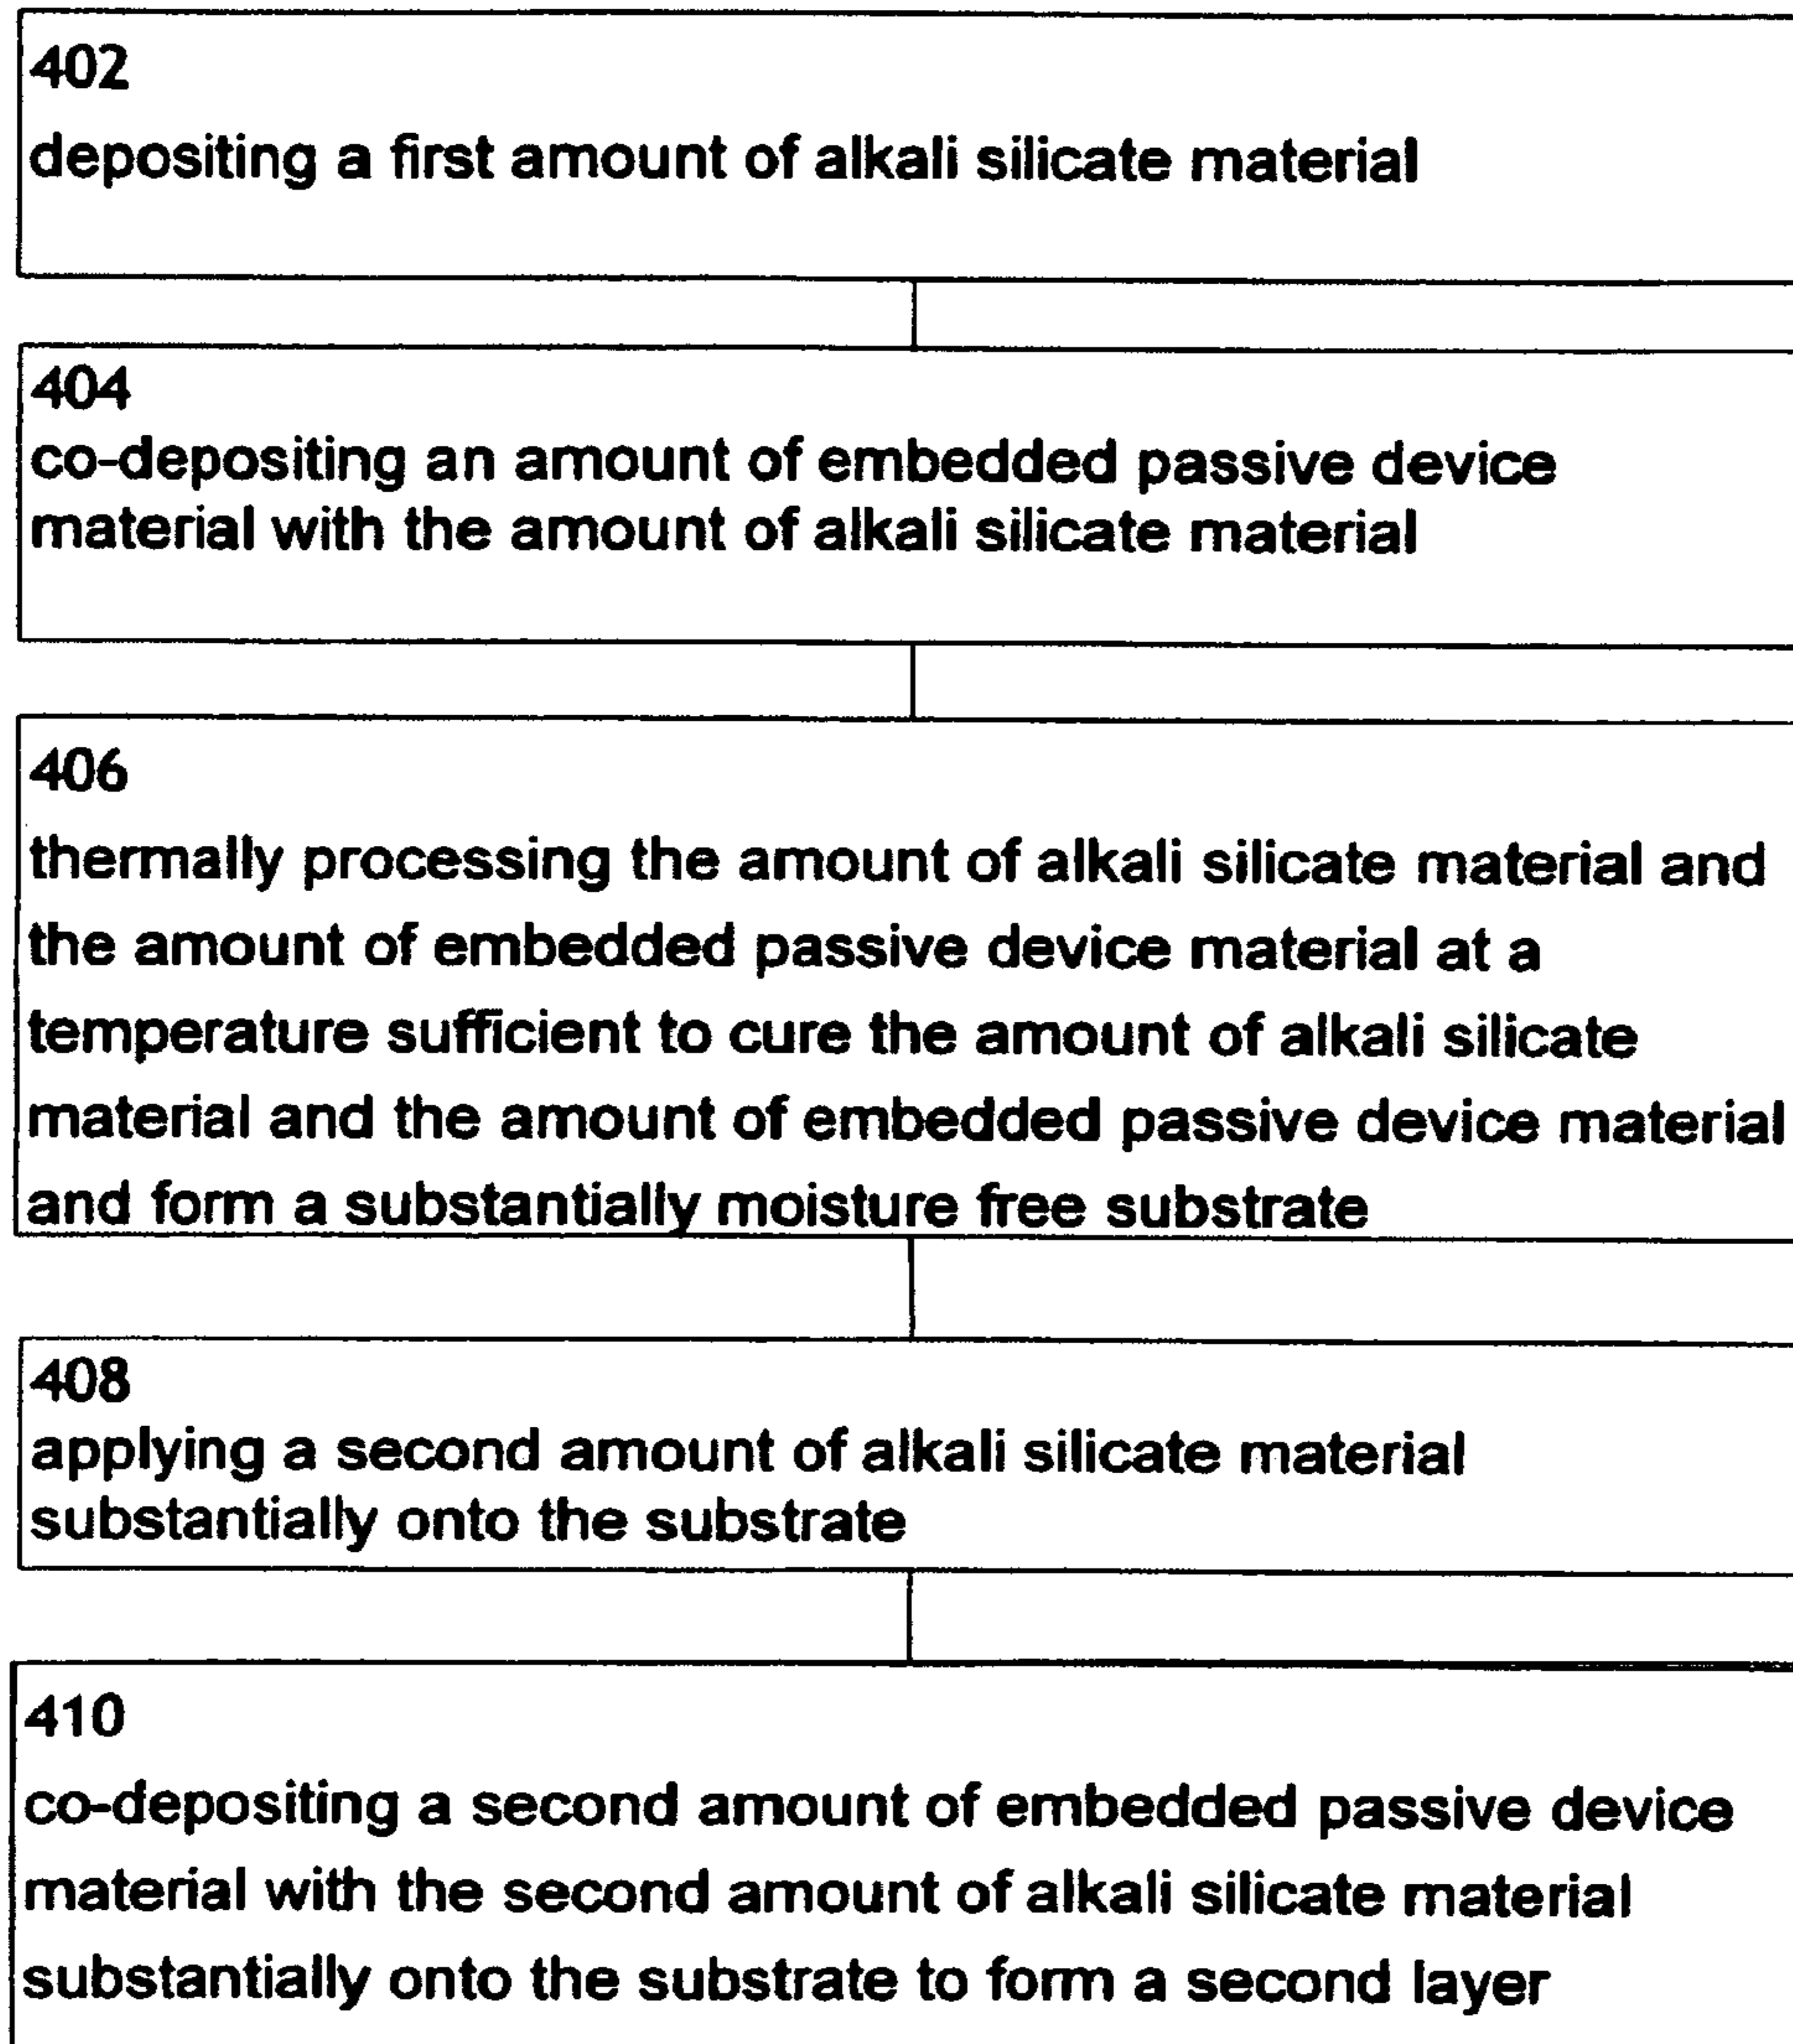 402
depositing a first amount of alkali silicate material
404
co-depositing an amount of embedded passive device
material with the amount of alkali silicate material
406
thermally processing the amount of alkali silicate material and
the amount of embedded passive device material at a
temperature sufficient to cure the amount of alkali silicate
material and the amount of embedded passive device material
and form a substantially moisture free substrate
408
applying a second amount of alkali silicate material
substantially onto the substrate
410
co-depositing a second amount of embedded passive device
material with the second amount of alkali silicate material
substantially onto the substrate to form a second layer